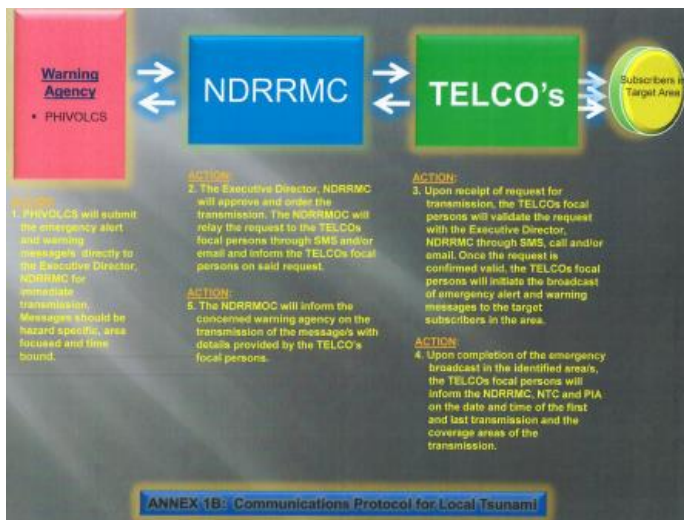 Warning
Agency
• PHIVOLCS
NDRRMC
TELCO's
Subscribers in
Target Area
ACTION:
1. PHIVOLCS will submit
the emergency alert
and warning
message/s directly to
the Executive Director,
NDRRMC for
immediate
transmission.
Messages should be
hazard specific, area
focused and time
bound.
ACTION:
2. The Executive Director, NDRRMC
will approve and order the
transmission. The NDRRMOC will
relay the request to the TELCOs
focal persons through SMS and/or
email and inform the TELCOs focal
persons on said request.
ACTION:
5. The NDRRMOC will inform the
concerned warning agency on the
transmission of the message/s with
details provided by the TELCO's
focal persons.
ACTION:
3. Upon receipt of request for
transmission, the TELCOs focal
persons will validate the request
with the Executive Director,
NDRRMC through SMS, call and/or
email. Once the request is
confirmed valid, the TELCOs focal
persons will initiate the broadcast
of emergency alert and warning
messages to the target
subscribers in the area.
ACTION:
4. Upon completion of the emergency
broadcast in the identified area/s,
the TELCOs focal persons will
inform the NDRRMC, NTC and PIA
on the date and time of the first
and last transmission and the
coverage areas of the
transmission.
ANNEX 1B: Communications Protocol for Local Tsunami